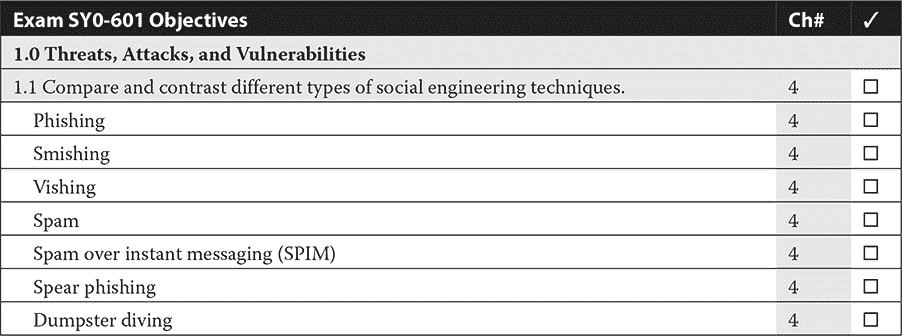 Exam SY0-601 Objectives Ch# ✓
1.0 Threats, Attacks, and Vulnerabilities
1.1 Compare and contrast different types of social engineering techniques. 4 ☐
Phishing 4 ☐
Smishing 4 ☐
Vishing 4 ☐
Spam 4 ☐
Spam over instant messaging (SPIM) 4 ☐
Spear phishing 4 ☐
Dumpster diving 4 ☐